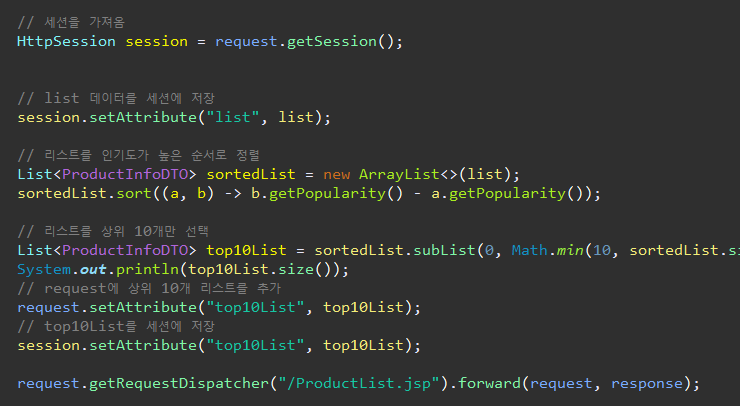 // 세션을 가져옴
HttpSession session = request.getSession();
// list 데이터를 세션에 저장
session.setAttribute("list", list);
// 리스트를 인기도가 높은 순서로 정렬
List<ProductInfoDTO> sortedList = new ArrayList<>(list);
sortedList.sort((a, b) -> b.getPopularity() - a.getPopularity());
// 리스트를 상위 10개만 선택
List<ProductInfoDTO> top10List = sortedList.subList(0, Math.min(10, sortedList.si
System.out.println(top10List.size());
// request에 상위 10개 리스트를 추가
request.setAttribute("top10List", top10List);
// top10List를 세션에 저장
session.setAttribute("top10List", top10List);
request.getRequestDispatcher("/ProductList.jsp").forward(request, response);